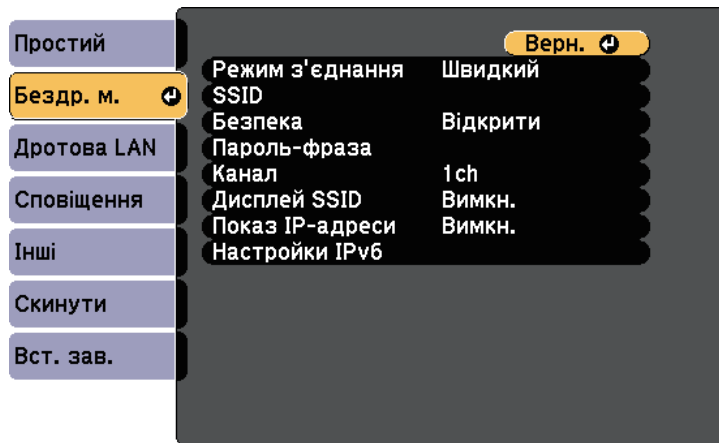 Простий
Бездр. м.
Дротова LAN
Сповіщення
Інші
Скинути
Вст. зав.
Верн.
Режим з'єднання Швидкий
SSID
Безпека Відкрити
Пароль-фраза
Канал 1ch
Дисплей SSID Вимкн.
Показ IP-адреси Вимкн.
Настройки IPv6